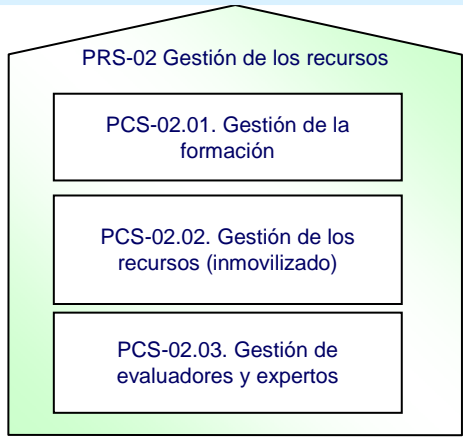 PRS-02 Gestión de los recursos
PCS-02.01. Gestión de la
formación
PCS-02.02. Gestión de los
recursos (inmovilizado)
PCS-02.03. Gestión de
evaluadores y expertos